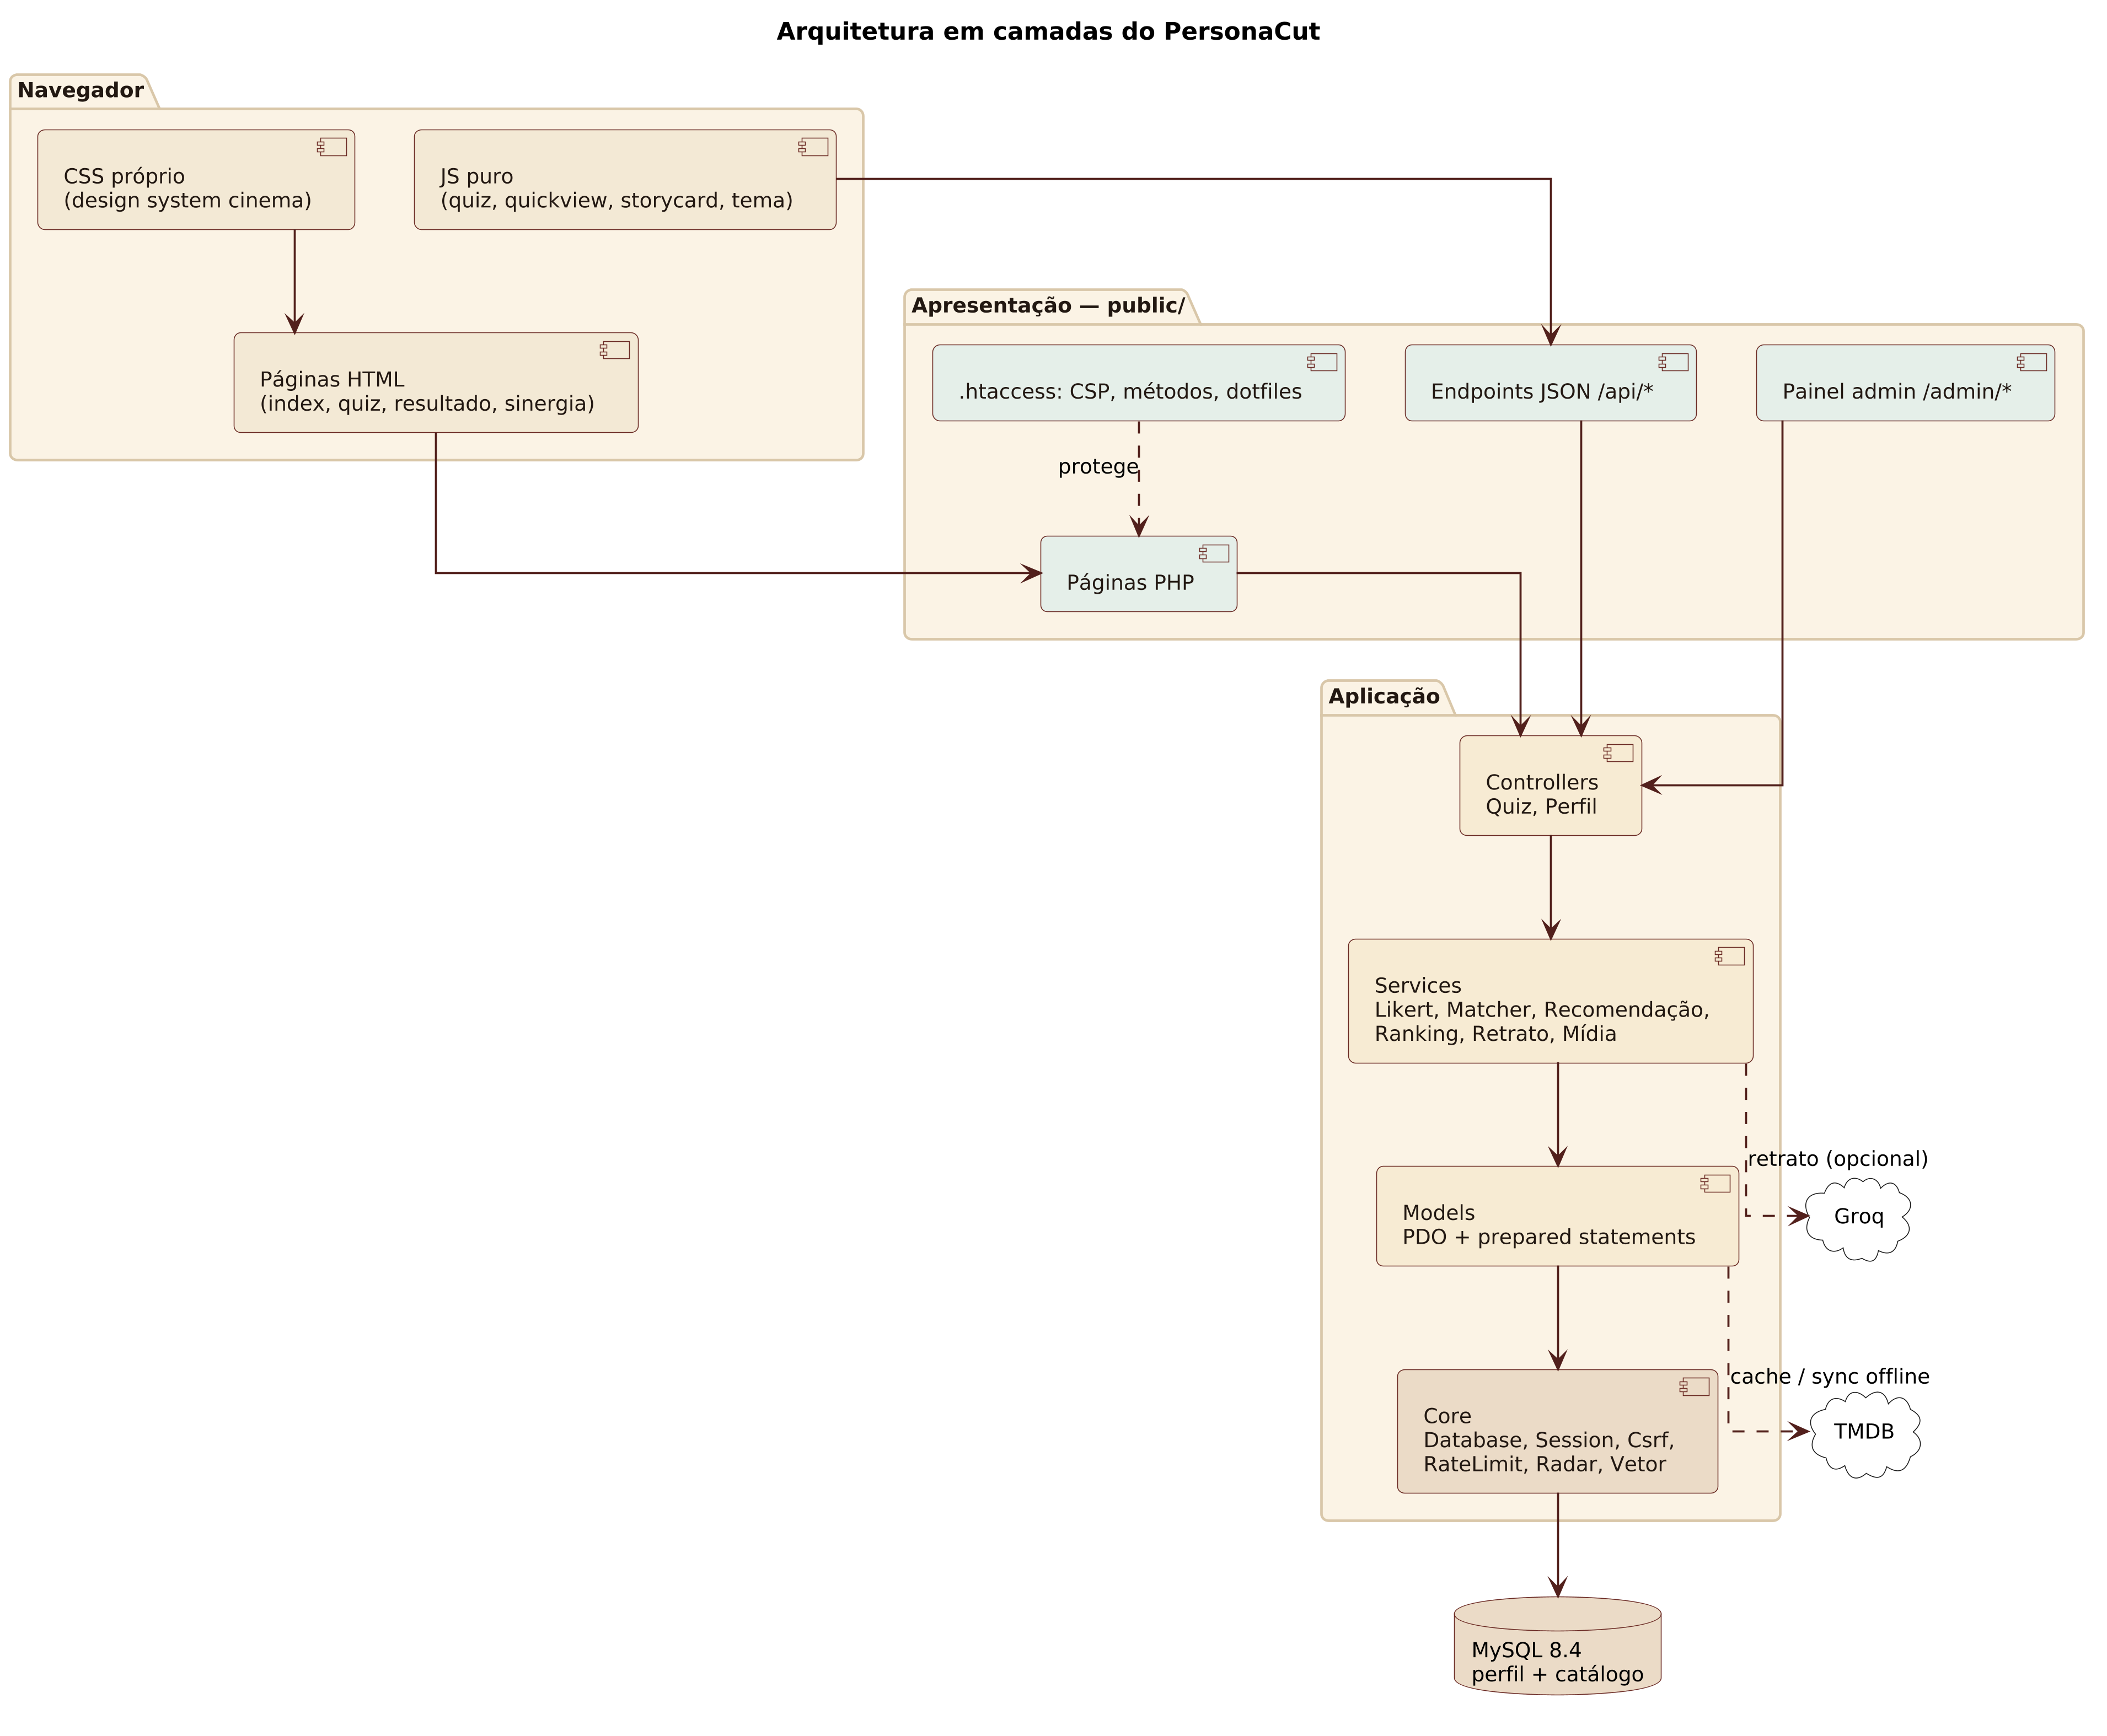 Arquitetura em camadas do PersonaCut
Navegador
CSS próprio
(design system cinema)
JS puro
(quiz, quickview, storycard, tema)
Páginas HTML
(index, quiz, resultado, sinergia)
Apresentação — public/
.htaccess: CSP, métodos, dotfiles
Endpoints JSON /api/*
Painel admin /admin/*
protege
Páginas PHP
Aplicação
Controllers
Quiz, Perfil
Services
Likert, Matcher, Recomendação,
Ranking, Retrato, Mídia
retrato (opcional)
Groq
Models
PDO + prepared statements
cache / sync offline
TMDB
Core
Database, Session, Csrf,
RateLimit, Radar, Vetor
MySQL 8.4
perfil + catálogo